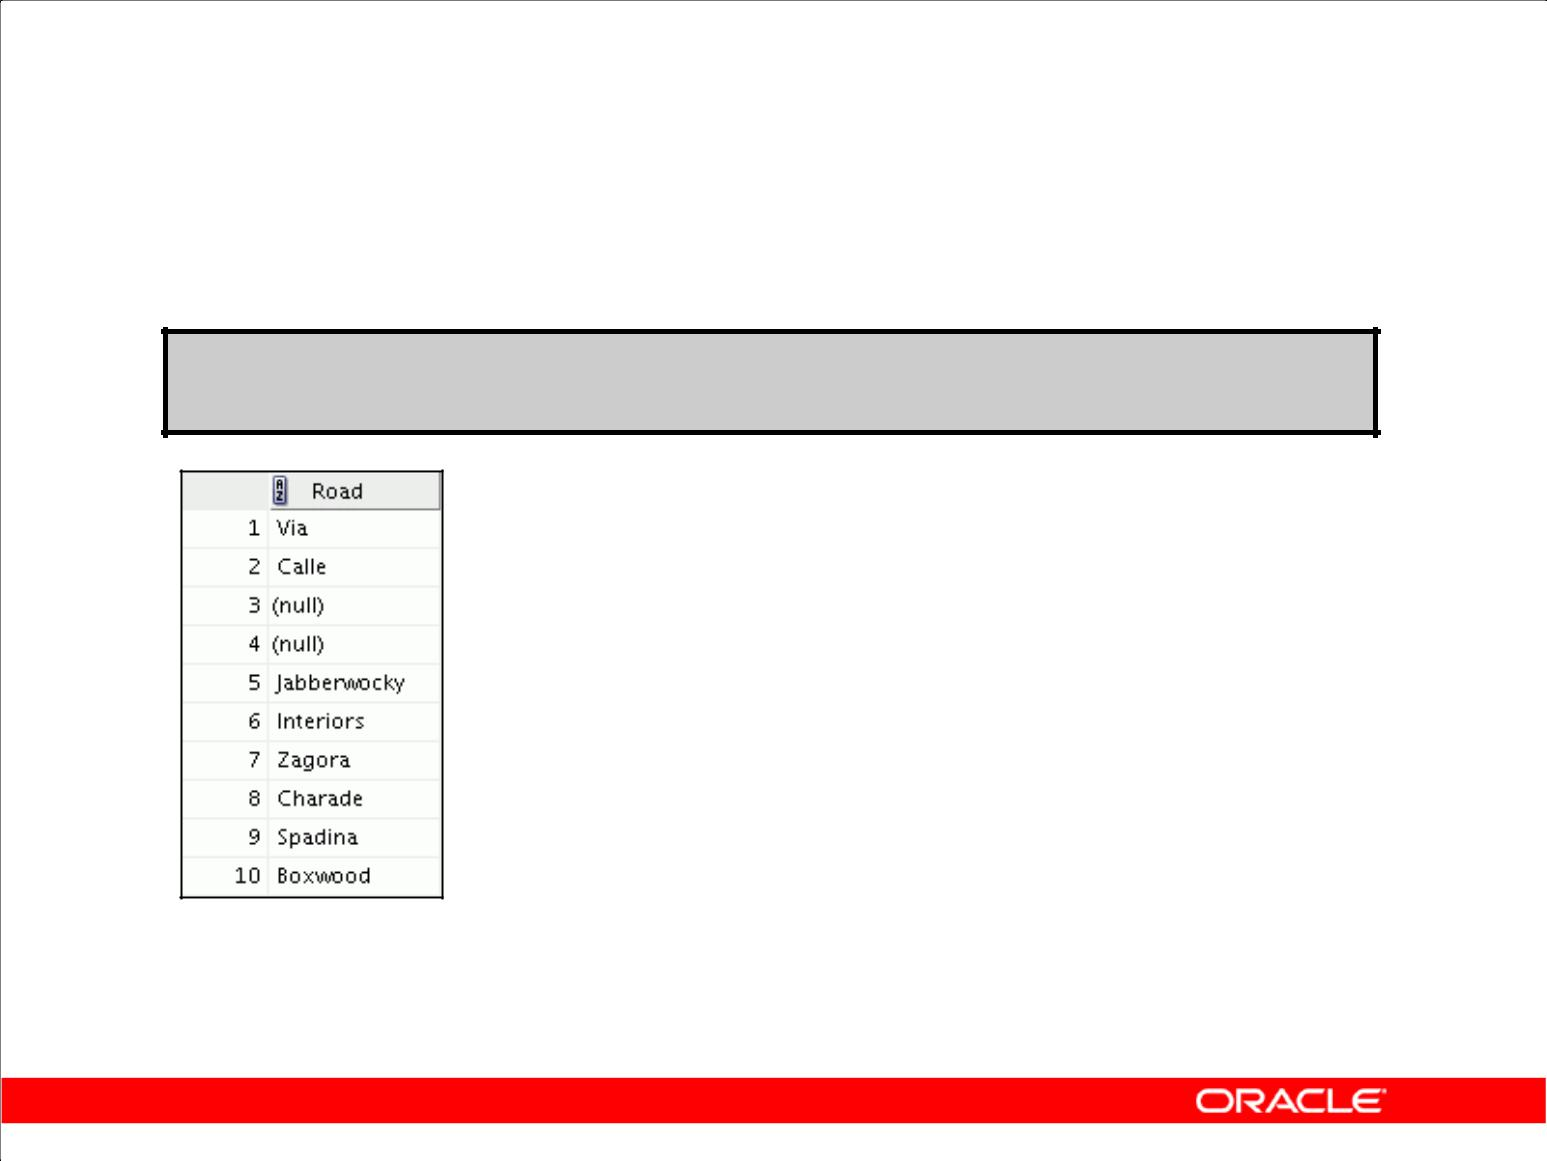 Road
1 Via
2 Calle
3 (null)
4 (null)
5 Jabberwocky
6 Interiors
7 Zagora
8 Charade
9 Spadina
10 Boxwood
ORACLE